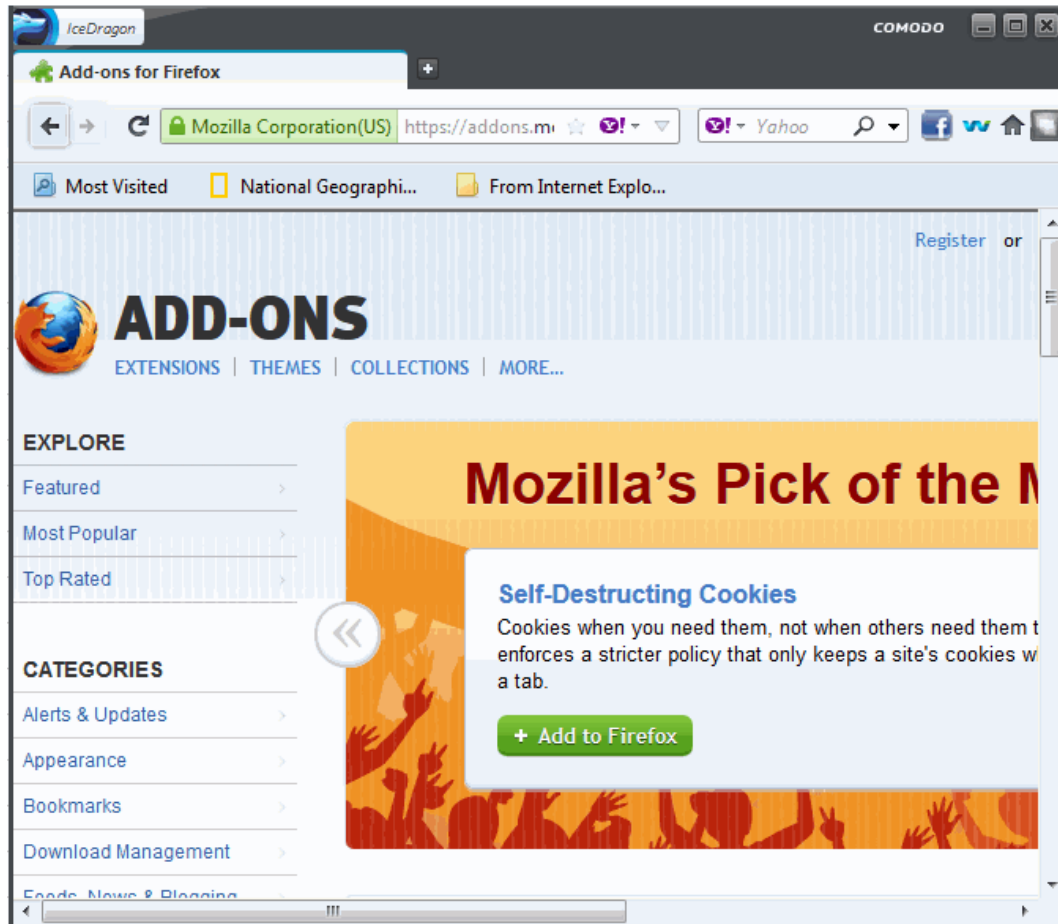 IceDragon
COMODO
Add-ons for Firefox
Mozilla Corporation(US) https://addons.m Yahoo
Most Visited National Geographi... From Internet Explo...
Register or
ADD-ONS
EXTENSIONS | THEMES | COLLECTIONS | MORE...
EXPLORE
Featured
Most Popular
Top Rated
CATEGORIES
Alerts & Updates
Appearance
Bookmarks
Download Management
Feeds, News & Blogging
Mozilla's Pick of the M
Self-Destructing Cookies
Cookies when you need them, not when others need them t
enforces a stricter policy that only keeps a site's cookies w
a tab.
+ Add to Firefox